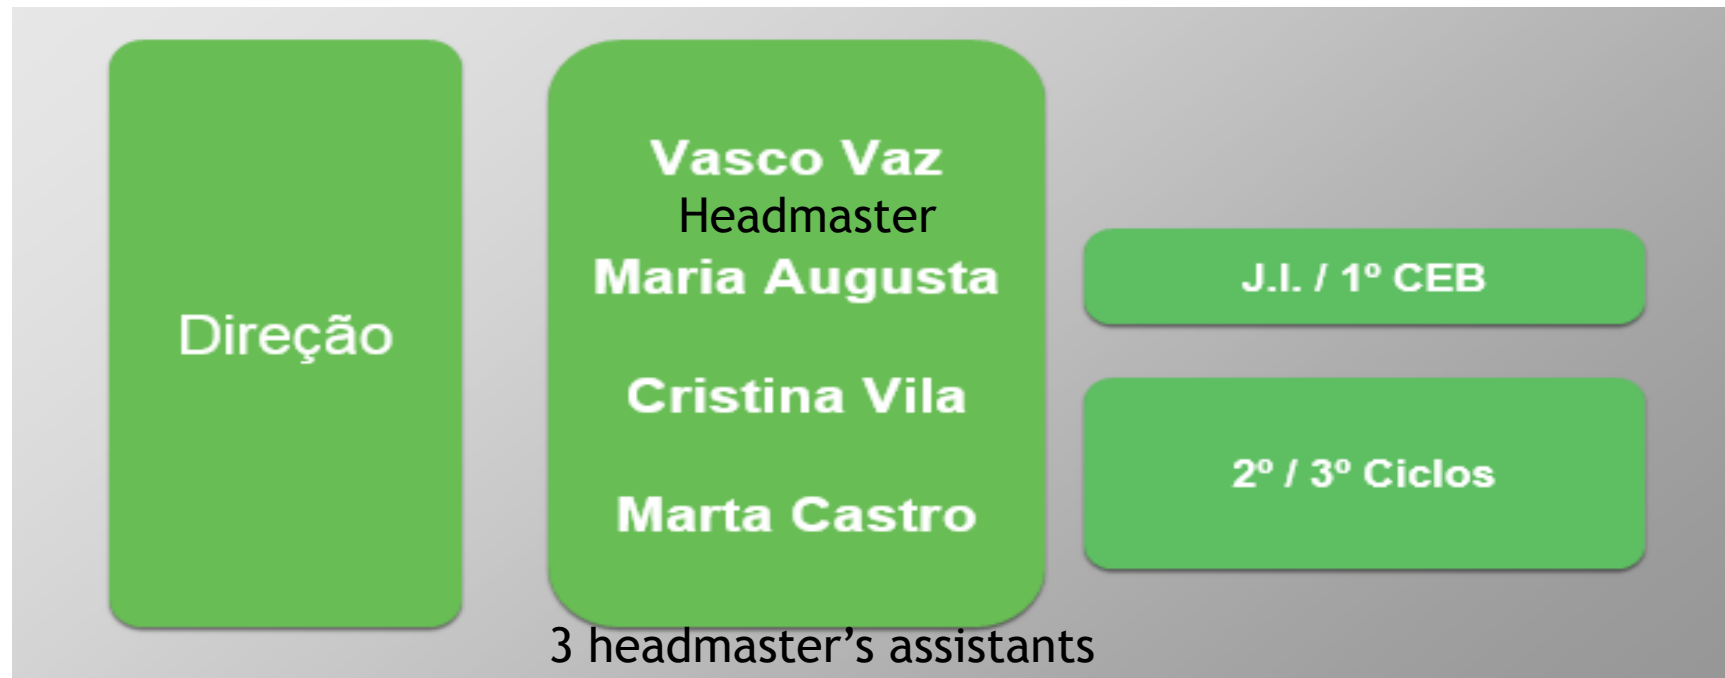 Direção
Vasco Vaz
Headmaster
Maria Augusta
Cristina Vila
Marta Castro
3 headmaster’s assistants
J.I. / 1º CEB
2º / 3º Ciclos